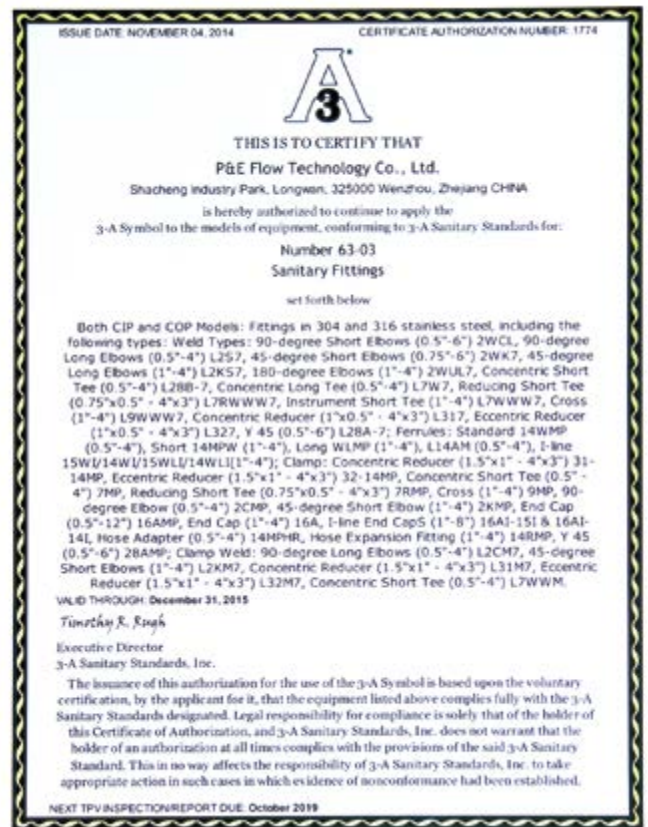 ISSUE DATE: NOVEMBER 04, 2014
CERTIFICATE AUTHORIZATION NUMBER: 1774
A
3
THIS IS TO CERTIFY THAT
P&E Flow Technology Co., Ltd.
Shacheng Industry Park, Longwan, 325000 Wenzhou, Zhejiang CHINA
is hereby authorized to continue to apply the
3-A Symbol to the models of equipment, conforming to 3-A Sanitary Standards for:
Number 63-03
Sanitary Fittings
set forth below
Both CIP and COP Models: Fittings in 304 and 316 stainless steel, including the
following types: Weld Types: 90-degree Short Elbows (0.5"-6") 2WCL, 90-degree
Long Elbows (0.5"-4") L2S7, 45-degree Short Elbows (0.75"-6") 2WK7, 45-degree
Long Elbows (1"-4") L2KS7, 180-degree Elbows (1"-4") 2WUL7, Concentric Short
Tee (0.5"-4") L28B-7, Concentric Long Tee (0.5"-4") L7W7, Reducing Short Tee
(0.75"x0.5" - 4"x3") L7RWWW7, Instrument Short Tee (1"-4") L7WWW7, Cross
(1"-4") L9WWW7, Concentric Reducer (1"x0.5" - 4"x3") L317, Eccentric Reducer
(1"x0.5" - 4"x3") L327, Y 45 (0.5"-6") L28A-7; Ferrules: Standard 14WMP
(0.5"-4"), Short 14MPW (1"-4"), Long WLMP (1"-4"), L14AM (0.5"-4"), I-line
15WI/14WI/15WLI/14WLI(1"-4"); Clamp: Concentric Reducer (1.5"x1" - 4"x3") 31-
14MP, Eccentric Reducer (1.5"x1" - 4"x3") 32-14MP, Concentric Short Tee (0.5" -
4") 7MP, Reducing Short Tee (0.75"x0.5" - 4"x3") 7RMP, Cross (1"-4") 9MP, 90-
degree Elbow (0.5"-4") 2CMP, 45-degree Short Elbow (1"-4") 2KMP, End Cap
(0.5"-12") 16AMP, End Cap (1"-4") 16A, I-line End CapS (1"-8") 16AI-15I & 16AI-
14I, Hose Adapter (0.5"-4") 14MPHR, Hose Expansion Fitting (1"-4") 14RMP, Y 45
(0.5"-6") 28AMP; Clamp Weld: 90-degree Long Elbows (0.5"-4") L2CM7, 45-degree
Short Elbows (1"-4") L2KM7, Concentric Reducer (1.5"x1" - 4"x3") L31M7, Eccentric
Reducer (1.5"x1" - 4"x3") L32M7, Concentric Short Tee (0.5"-4") L7WWM.
VALID THROUGH: December 31, 2015
Timothy R. Rugh
Executive Director
3-A Sanitary Standards, Inc.
The issuance of this authorization for the use of the 3-A Symbol is based upon the voluntary
certification, by the applicant for it, that the equipment listed above complies fully with the 3-A
Sanitary Standards designated. Legal responsibility for compliance is solely that of the holder of
this Certificate of Authorization, and 3-A Sanitary Standards, Inc. does not warrant that the
holder of an authorization at all times complies with the provisions of the said 3-A Sanitary
Standard. This in no way affects the responsibility of 3-A Sanitary Standards, Inc. to take
appropriate action in such cases in which evidence of nonconformance had been established.
NEXT TPV INSPECTION/REPORT DUE: October 2019